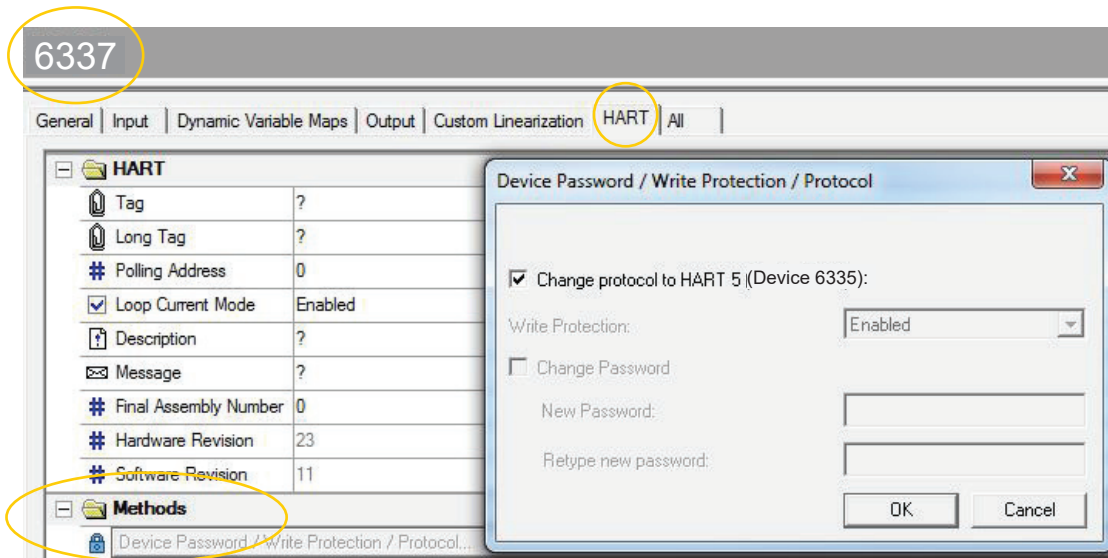 6337
General Input Dynamic Variable Maps Output Custom Linearization HART All
HART
Tag ?
Long Tag ?
Polling Address 0
Loop Current Mode Enabled
Description ?
Message ?
Final Assembly Number 0
Hardware Revision 23
Software Revision 11
Methods
Device Password / Write Protection / Protocol...
Device Password / Write Protection / Protocol
Change protocol to HART 5 (Device 6335):
Write Protection: Enabled
Change Password
New Password:
Retype new password:
OK Cancel